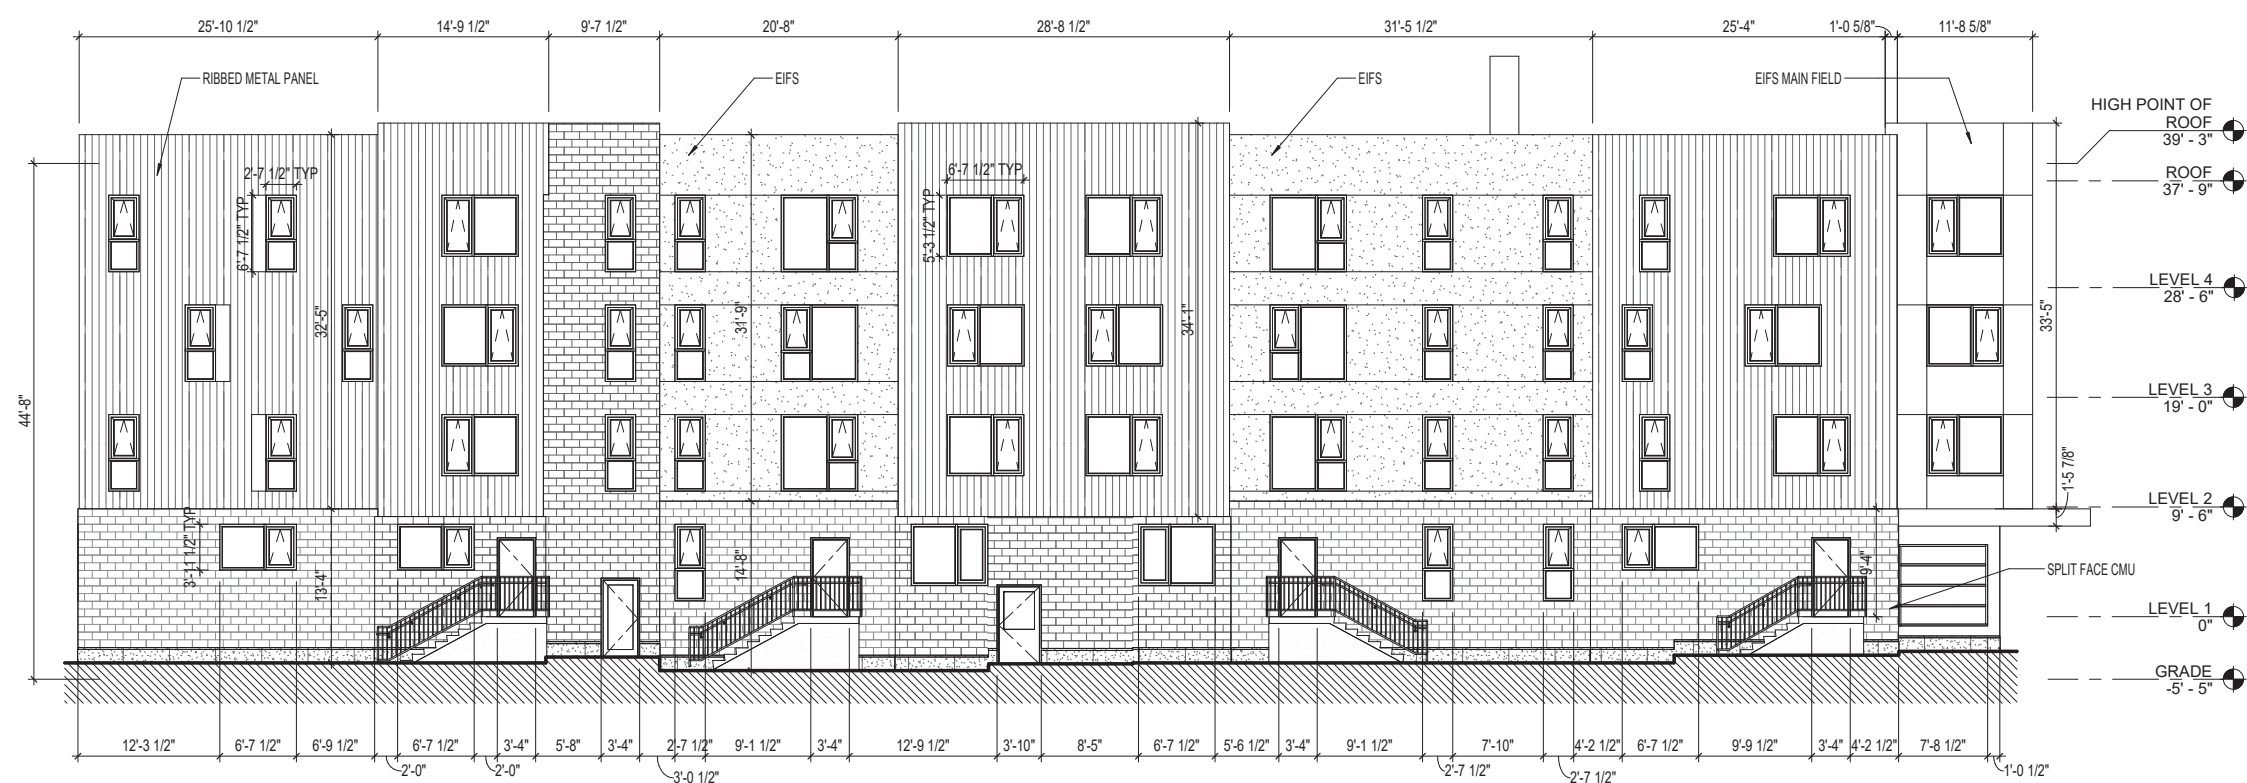 25'-10 1/2"
14'-9 1/2"
9'-7 1/2"
20'-8"
28'-8 1/2"
31'-5 1/2"
25'-4"
1'-0 5/8"
11'-8 5/8"
RIBBED METAL PANEL
EIFS
EIFS
EIFS MAIN FIELD
HIGH POINT OF
ROOF
39' - 3"
ROOF
37' - 9"
2'-7 1/2" TYP
6'-7 1/2" TYP
6'-7 1/2" TYP
5'-3 1/2" TYP
LEVEL 4
28' - 6"
32'-5"
31'-9"
34'-1"
33'-5"
44'-8"
LEVEL 3
19' - 0"
1'-5 7/8"
LEVEL 2
9' - 6"
3'-11 1/2" TYP
13'-4"
14'-8"
9'-4"
SPLIT FACE CMU
LEVEL 1
0"
GRADE
-5' - 5"
12'-3 1/2"
6'-7 1/2"
6'-9 1/2"
2'-0"
6'-7 1/2"
2'-0"
3'-4"
5'-8"
3'-4"
3'-0 1/2"
2'-7 1/2"
9'-1 1/2"
3'-4"
12'-9 1/2"
3'-10"
8'-5"
6'-7 1/2"
5'-6 1/2"
3'-4"
9'-1 1/2"
2'-7 1/2"
7'-10"
2'-7 1/2"
4'-2 1/2"
6'-7 1/2"
9'-9 1/2"
3'-4"
4'-2 1/2"
7'-8 1/2"
1'-0 1/2"